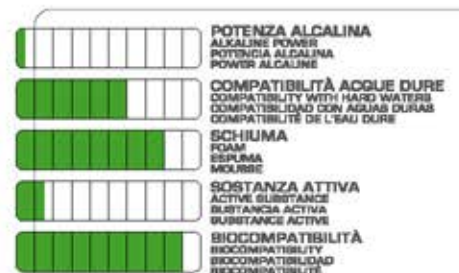 POTENZA ALCALINA
ALKALINE POWER
POTENCIA ALCALINA
POWER ALCALINE
COMPATIBILITÀ ACQUE DURE
COMPATIBILITY WITH HARD WATERS
COMPATIBILIDAD CON AGUAS DURAS
COMPATIBILITÉ DE L'EAU DURE
SCHIUMA
FOAM
ESPUMA
MOUSSE
SOSTANZA ATTIVA
ACTIVE SUBSTANCE
SUSTANCIA ACTIVA
SUBSTANCE ACTIVE
BIOCOMPATIBILITÀ
BIOCOMPATIBILITY
BIOCOMPATIBILIDAD
BIOCOMPATIBILITÉ